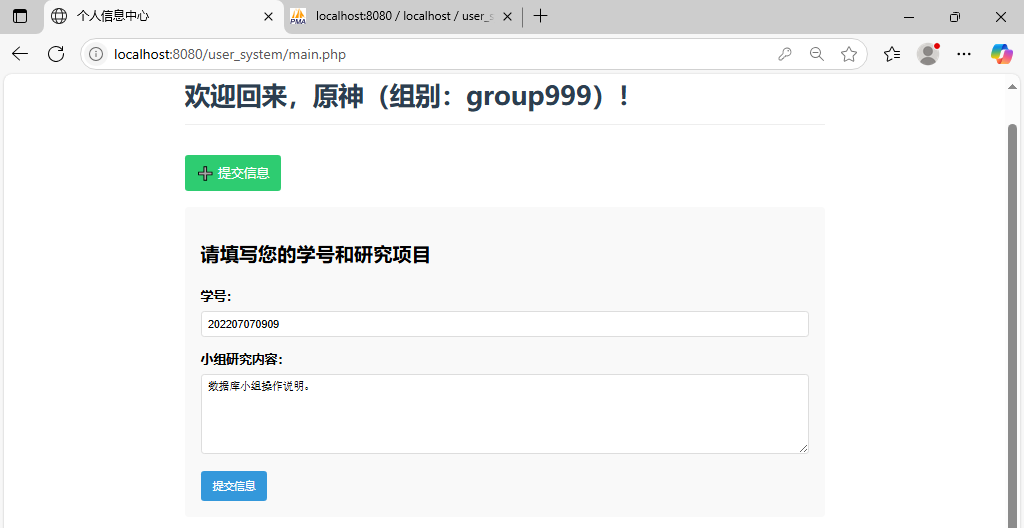 个人信息中心
PMA
localhost:8080 / localhost / user_s
localhost:8080/user_system/main.php
欢迎回来，原神（组别：group999）！
提交信息
请填写您的学号和研究项目
学号：
202207070909
小组研究内容：
数据库小组操作说明。
提交信息